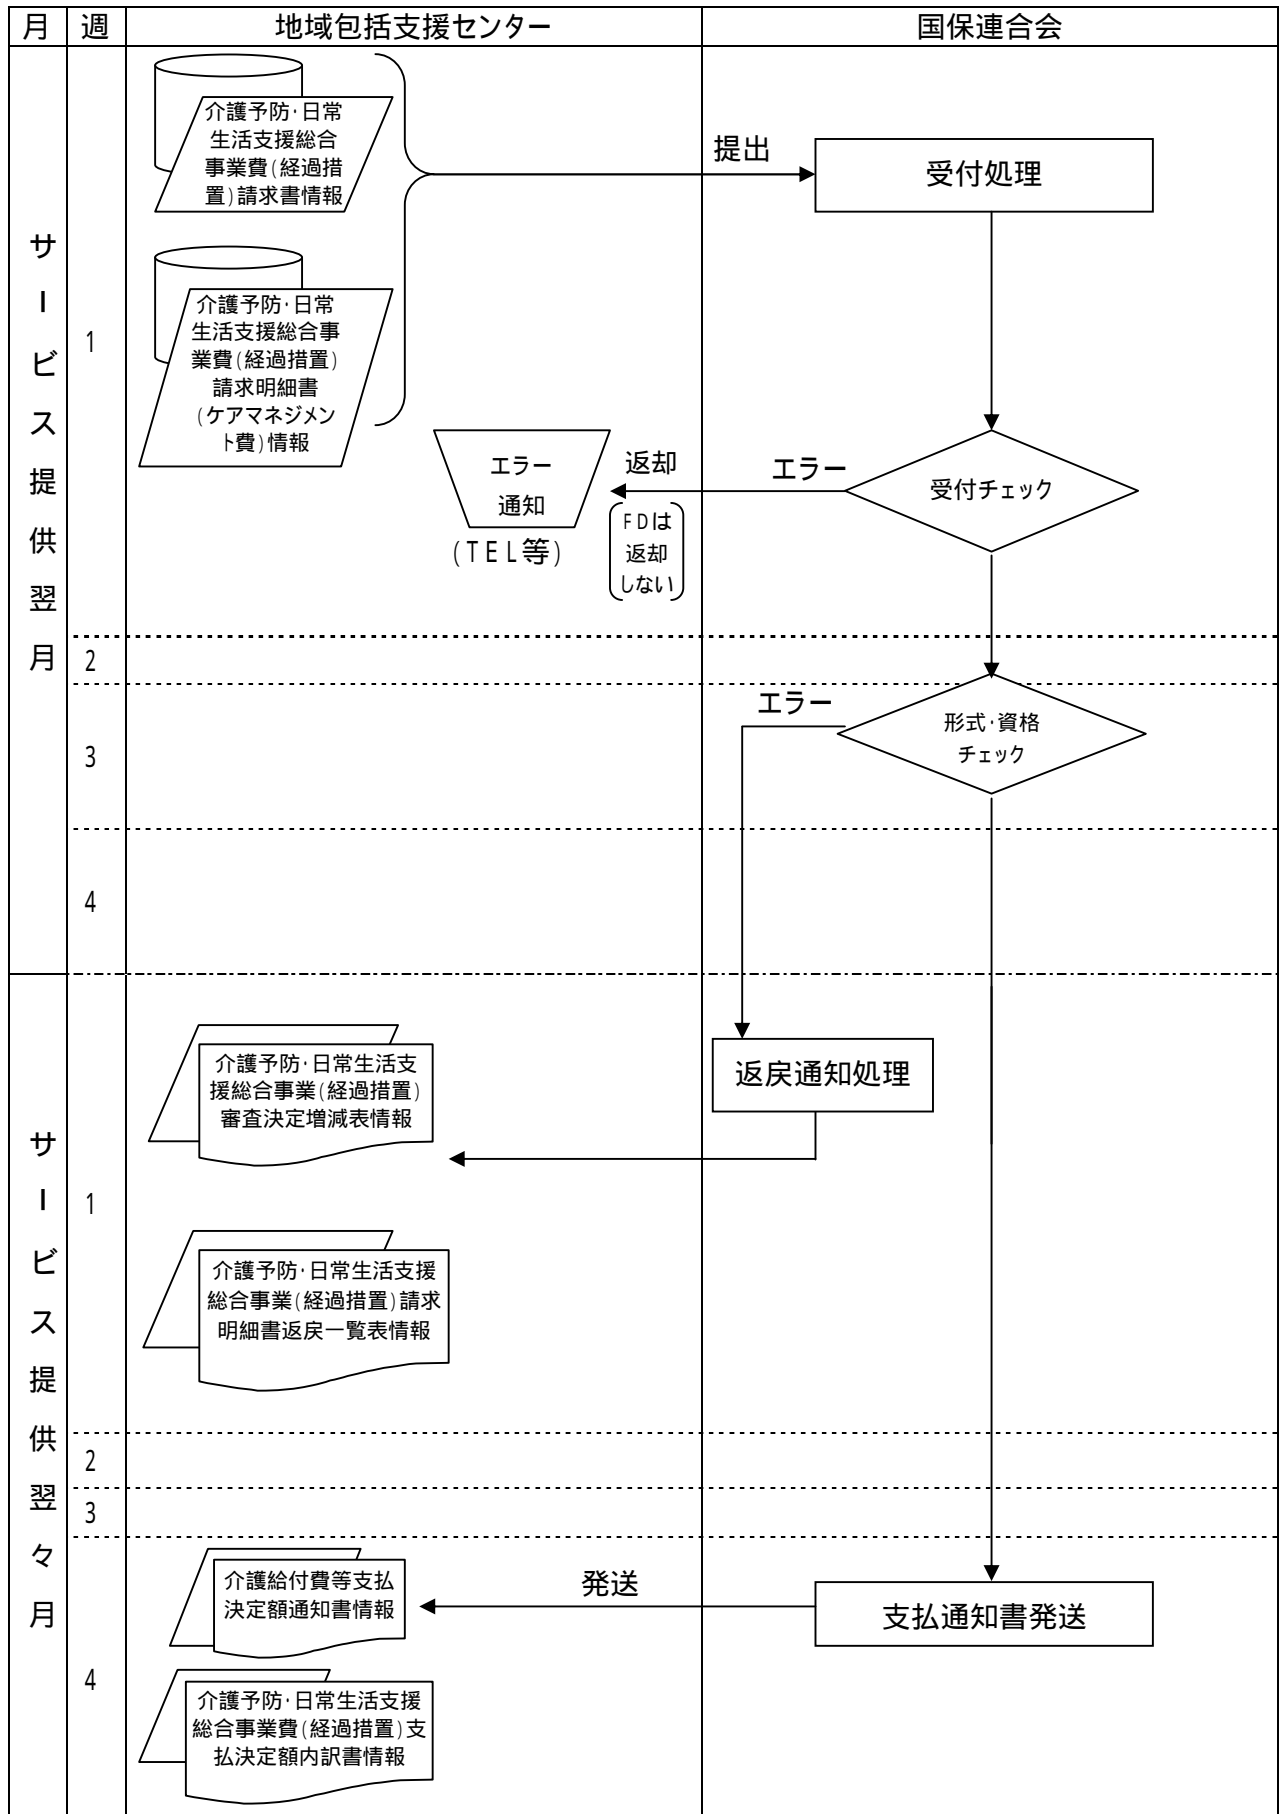 月 週 地域包括支援センター 国保連合会
サービス提供翌月
1
介護予防・日常
生活支援総合
事業費(経過措
置)請求書情報
提出
受付処理
介護予防・日常
生活支援総合事
業費(経過措置)
請求明細書
(ケアマネジメン
ト費)情報
エラー
通知
(TEL等)
返却
FDは
返却
しない
エラー
受付チェック
2
3
エラー
形式・資格
チェック
4
サービス提供翌々月
1
介護予防・日常生活支
援総合事業(経過措置)
審査決定増減表情報
返戻通知処理
介護予防・日常生活支援
総合事業(経過措置)請求
明細書返戻一覧表情報
2
3
4
介護給付費等支払
決定額通知書情報
発送
支払通知書発送
介護予防・日常生活支援
総合事業費(経過措置)支
払決定額内訳書情報